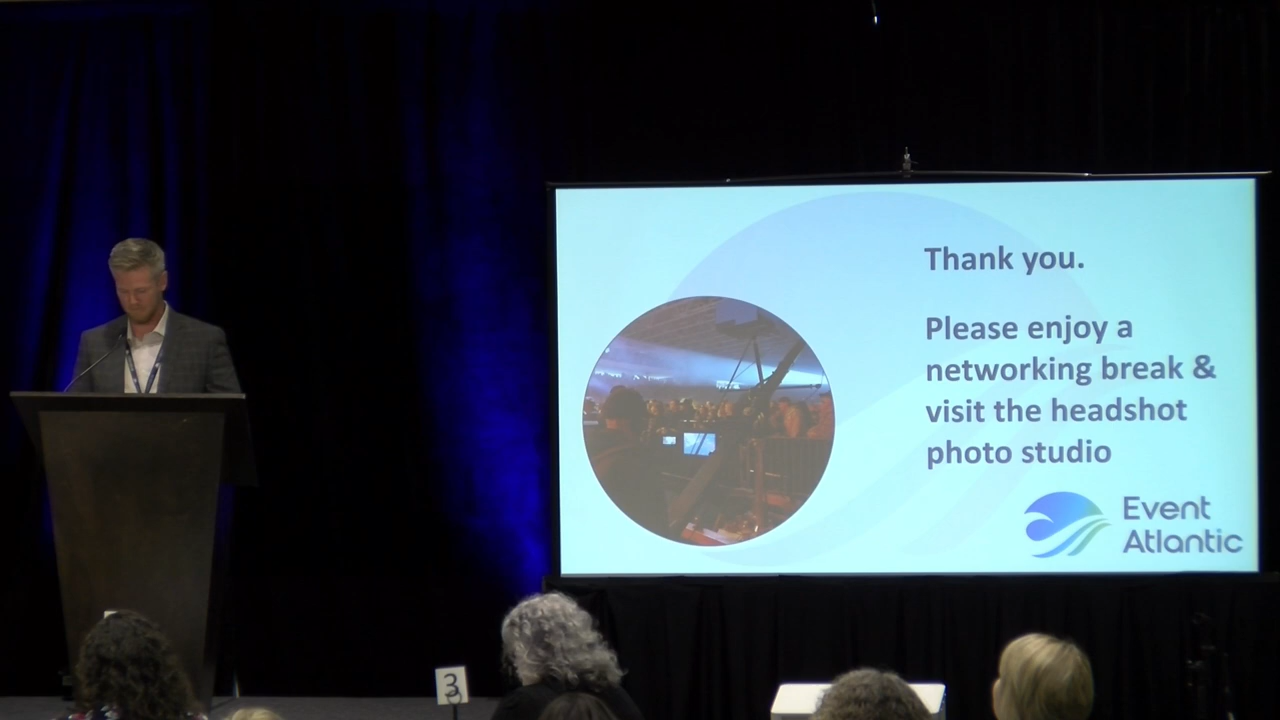 Thank you.
Please enjoy a
networking break &
visit the headshot
photo studio
Event
Atlantic
3